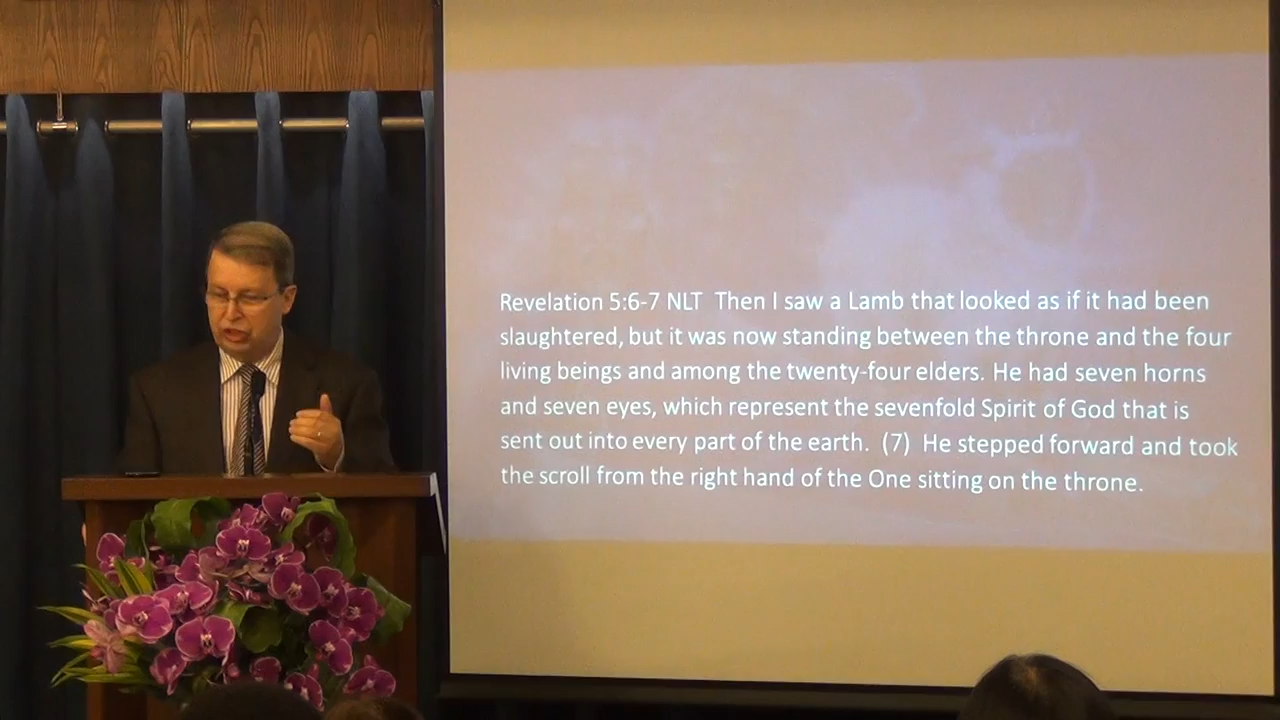 Revelation 5:6-7 NLT  Then I saw a Lamb that looked as if it had been
slaughtered, but it was now standing between the throne and the four
living beings and among the twenty-four elders. He had seven horns
and seven eyes, which represent the sevenfold Spirit of God that is
sent out into every part of the earth.  (7)  He stepped forward and took
the scroll from the right hand of the One sitting on the throne.